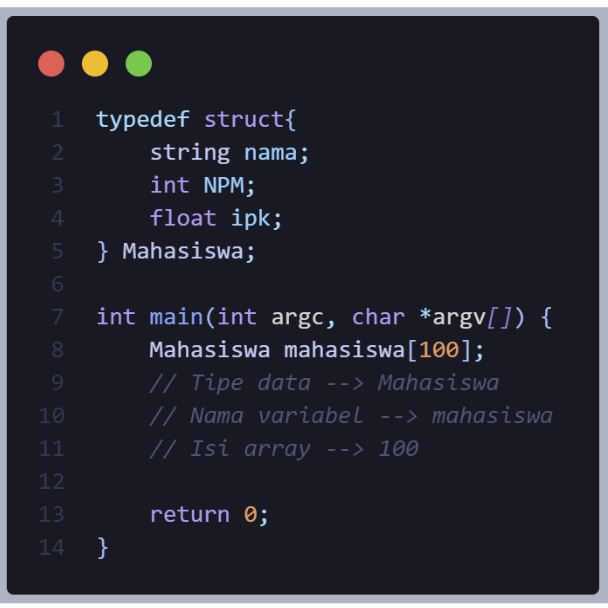 1 typedef struct{
2     string nama;
3     int NPM;
4     float ipk;
5 } Mahasiswa;
6
7 int main(int argc, char *argv[]) {
8     Mahasiswa mahasiswa[100];
9     // Tipe data --> Mahasiswa
10     // Nama variabel --> mahasiswa
11     // Isi array --> 100
12
13     return 0;
14 }